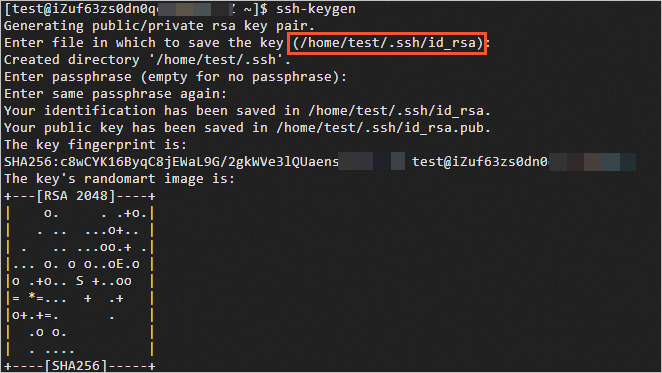 [test@iZuf63zs0dn0q Z ~]$ ssh-keygen
Generating public/private rsa key pair.
Enter file in which to save the key (/home/test/.ssh/id_rsa):
Created directory '/home/test/.ssh'.
Enter passphrase (empty for no passphrase):
Enter same passphrase again:
Your identification has been saved in /home/test/.ssh/id_rsa.
Your public key has been saved in /home/test/.ssh/id_rsa.pub.
The key fingerprint is:
SHA256:c8wCYK16ByqC8jEWaL9G/2gkWVe3lQUaens test@iZuf63zs0dn0
The key's randomart image is:
+---[RSA 2048]----+
|    o.     . .+o.|
|   . ..  ...o+.. |
| .   .. ...oo.+ .|
|... o. o o..oE.o |
|o .+o.. S +..oo  |
|= *=...  +  .+   |
|o+.+=.      .    |
|  .o o.          |
|  . ....         |
+----[SHA256]-----+